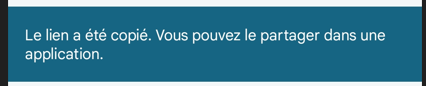 Le lien a été copié. Vous pouvez le partager dans une
application.